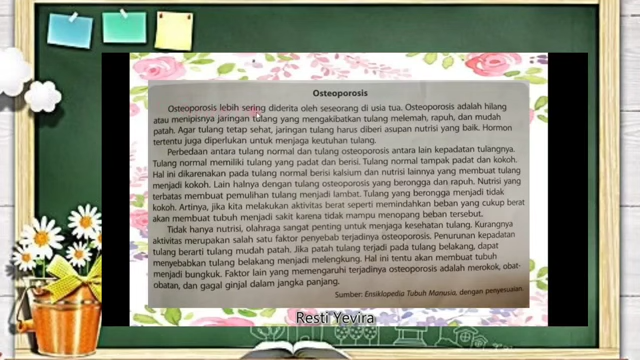 Osteoporosis
Osteoporosis lebih sering diderita oleh seseorang di usia tua. Osteoporosis adalah hilang
atau menipisnya jaringan tulang yang mengakibatkan tulang melemah, rapuh, dan mudah
patah. Agar tulang tetap sehat, jaringan tulang harus diberi asupan nutrisi yang baik. Hormon
tertentu juga diperlukan untuk menjaga keutuhan tulang.
Perbedaan antara tulang normal dan tulang osteoporosis antara lain kepadatan tulangnya.
Tulang normal memiliki tulang yang padat dan berisi. Tulang normal tampak padat dan kokoh.
Hal ini dikarenakan pada tulang normal berisi kalsium dan nutrisi lainnya yang membuat tulang
menjadi kokoh. Lain halnya dengan tulang osteoporosis yang berongga dan rapuh. Nutrisi yang
terbatas membuat pemulihan tulang menjadi lambat. Tulang yang berongga menjadi tidak
kokoh. Artinya, jika kita melakukan aktivitas berat seperti memindahkan beban yang cukup berat
akan membuat tubuh menjadi sakit karena tidak mampu menopang beban tersebut.
Tidak hanya nutrisi, olahraga sangat penting untuk menjaga kesehatan tulang. Kurangnya
aktivitas merupakan salah satu faktor penyebab terjadinya osteoporosis. Penurunan kepadatan
tulang berarti tulang mudah patah. Jika patah tulang terjadi pada tulang belakang, dapat
menyebabkan tulang belakang menjadi melengkung. Hal ini tentu akan membuat tubuh
menjadi bungkuk. Faktor lain yang memengaruhi terjadinya osteoporosis adalah merokok, obat-
obatan, dan gagal ginjal dalam jangka panjang.
Sumber: Ensiklopedia Tubuh Manusia, dengan penyesuaian.
Resti Yevira